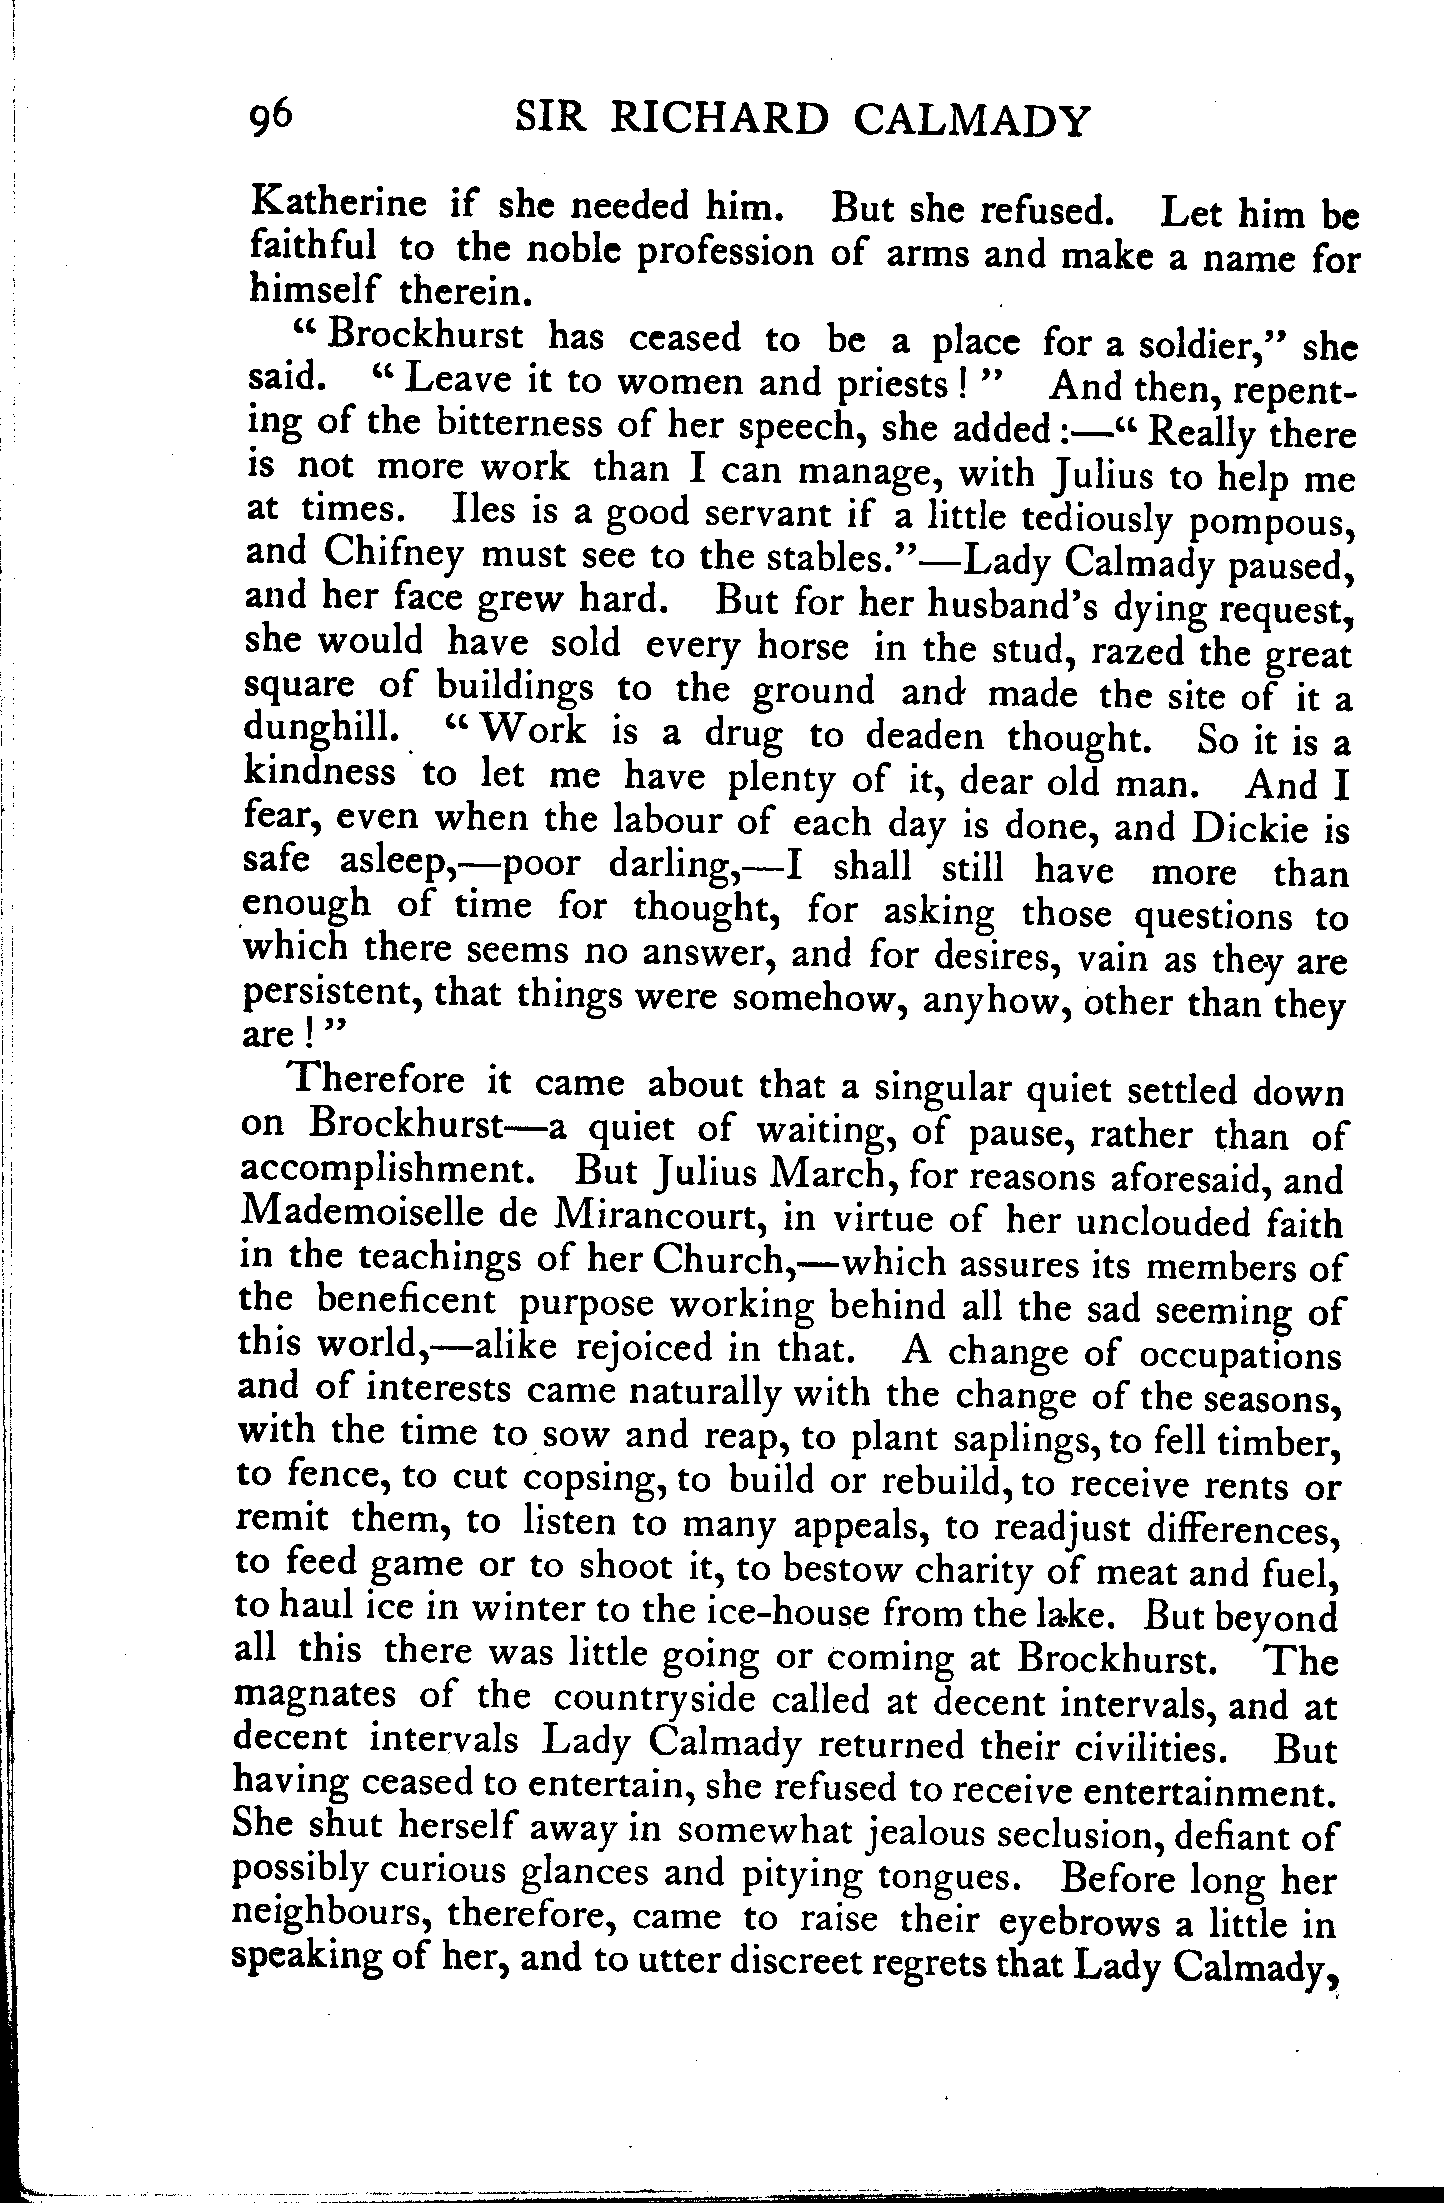 96 SIR RICHARD CALMADY
Katherine if she needed him. But she refused. Let him be
faithful to the noble profession of arms and make a name for
himself therein.
“ Brockhurst has ceased to be a place for a soldier,” she
said. “ Leave it to women and priests ! ” And then, repent-
ing of the bitterness of her speech, she added :—“ Really there
is not more work than I can manage, with Julius to help me
at times. Iles is a good servant if a little tediously pompous,
and Chifney must see to the stables.”—Lady Calmady paused,
and her face grew hard. But for her husband’s dying request,
she would have sold every horse in the stud, razed the great
square of buildings to the ground and made the site of it a
dunghill. “ Work is a drug to deaden thought. So it is a
kindness to let me have plenty of it, dear old man. And I
fear, even when the labour of each day is done, and Dickie is
safe asleep,—poor darling,—I shall still have more than
enough of time for thought, for asking those questions to
which there seems no answer, and for desires, vain as they are
persistent, that things were somehow, anyhow, other than they
are ! ”
Therefore it came about that a singular quiet settled down
on Brockhurst—a quiet of waiting, of pause, rather than of
accomplishment. But Julius March, for reasons aforesaid, and
Mademoiselle de Mirancourt, in virtue of her unclouded faith
in the teachings of her Church,—which assures its members of
the beneficent purpose working behind all the sad seeming of
this world,—alike rejoiced in that. A change of occupations
and of interests came naturally with the change of the seasons,
with the time to sow and reap, to plant saplings, to fell timber,
to fence, to cut copsing, to build or rebuild, to receive rents or
remit them, to listen to many appeals, to readjust differences,
to feed game or to shoot it, to bestow charity of meat and fuel,
to haul ice in winter to the ice-house from the lake. But beyond
all this there was little going or coming at Brockhurst. The
magnates of the countryside called at decent intervals, and at
decent intervals Lady Calmady returned their civilities. But
having ceased to entertain, she refused to receive entertainment.
She shut herself away in somewhat jealous seclusion, defiant of
possibly curious glances and pitying tongues. Before long her
neighbours, therefore, came to raise their eyebrows a little in
speaking of her, and to utter discreet regrets that Lady Calmady,